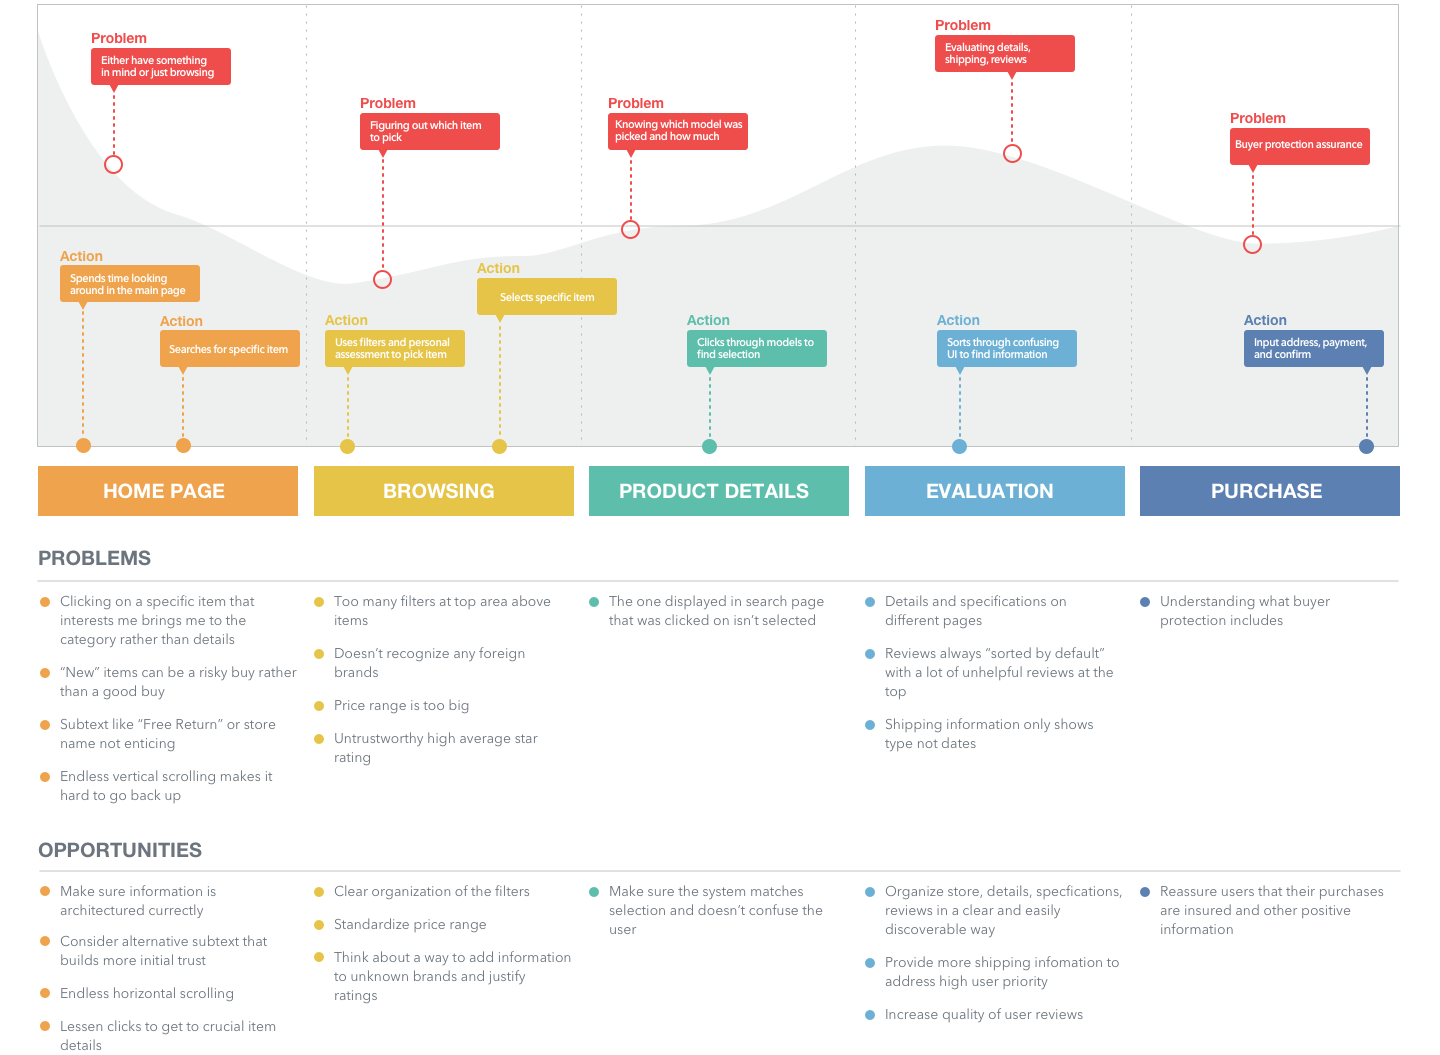 Problem
Either have something
in mind or just browsing
Problem
Figuring out which item
to pick
Problem
Knowing which model was
picked and how much
Problem
Evaluating details,
shipping, reviews
Problem
Buyer protection assurance
Action
Spends time looking
around in the main page
Action
Searches for specific item
Action
Uses filters and personal
assessment to pick item
Action
Selects specific item
Action
Clicks through models to
find selection
Action
Sorts through confusing
UI to find information
Action
Input address, payment,
and confirm
HOME PAGE
BROWSING
PRODUCT DETAILS
EVALUATION
PURCHASE
PROBLEMS
Clicking on a specific item that
interests me brings me to the
category rather than details
“New” items can be a risky buy rather
than a good buy
Subtext like “Free Return” or store
name not enticing
Endless vertical scrolling makes it
hard to go back up
Too many filters at top area above
items
Doesn’t recognize any foreign
brands
Price range is too big
Untrustworthy high average star
rating
The one displayed in search page
that was clicked on isn’t selected
Details and specifications on
different pages
Reviews always “sorted by default”
with a lot of unhelpful reviews at the
top
Shipping information only shows
type not dates
Understanding what buyer
protection includes
OPPORTUNITIES
Make sure information is
architectured currectly
Consider alternative subtext that
builds more initial trust
Endless horizontal scrolling
Lessen clicks to get to crucial item
details
Clear organization of the filters
Standardize price range
Think about a way to add information
to unknown brands and justify
ratings
Make sure the system matches
selection and doesn’t confuse the
user
Organize store, details, specfications,
reviews in a clear and easily
discoverable way
Provide more shipping infomation to
address high user priority
Increase quality of user reviews
Reassure users that their purchases
are insured and other positive
information